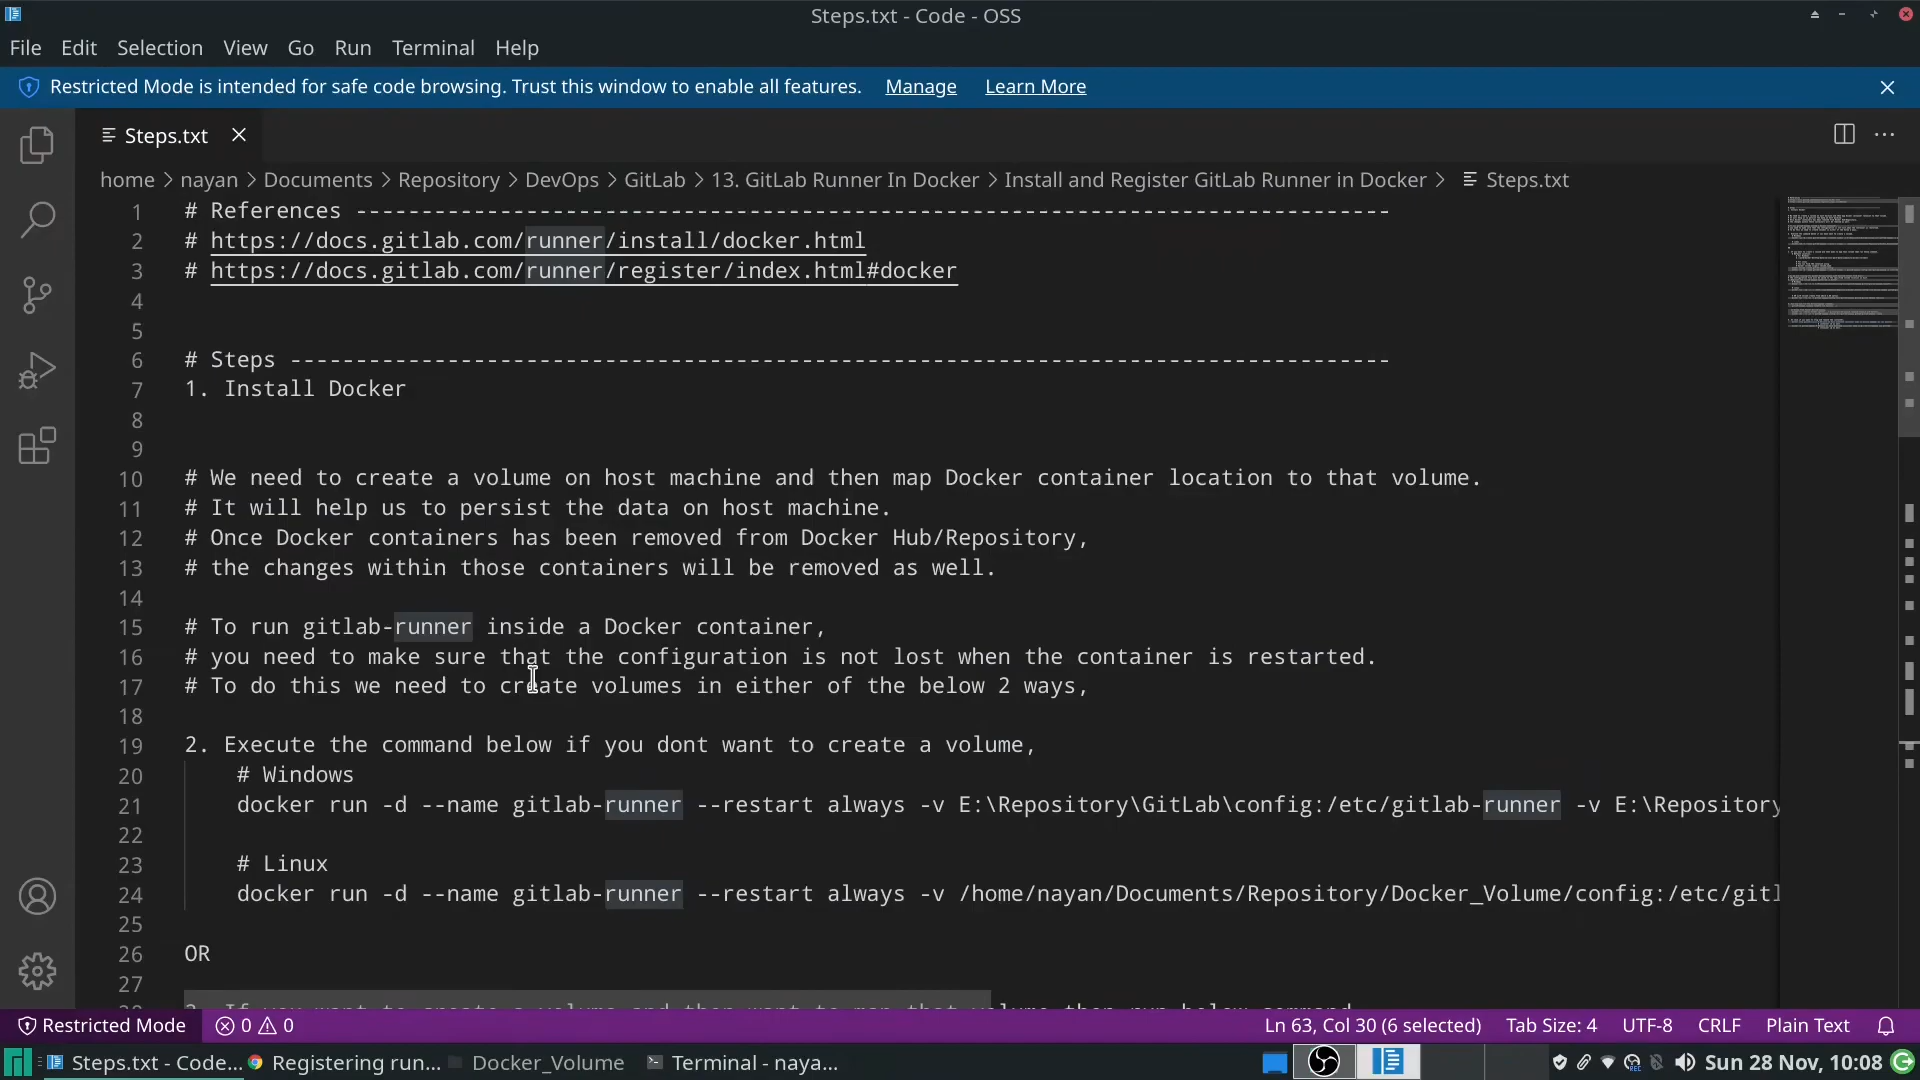 Steps.txt - Code - OSS
File Edit Selection View Go Run Terminal Help
Restricted Mode is intended for safe code browsing. Trust this window to enable all features. Manage Learn More
Steps.txt
home > nayan > Documents > Repository > DevOps > GitLab > 13. GitLab Runner In Docker > Install and Register GitLab Runner in Docker > Steps.txt
1 # References -------------------------------------------------------------------------------
2 # https://docs.gitlab.com/runner/install/docker.html
3 # https://docs.gitlab.com/runner/register/index.html#docker
4
5
6 # Steps ------------------------------------------------------------------------------------
7 1. Install Docker
8
9
10 # We need to create a volume on host machine and then map Docker container location to that volume.
11 # It will help us to persist the data on host machine.
12 # Once Docker containers has been removed from Docker Hub/Repository,
13 # the changes within those containers will be removed as well.
14
15 # To run gitlab-runner inside a Docker container,
16 # you need to make sure that the configuration is not lost when the container is restarted.
17 # To do this we need to create volumes in either of the below 2 ways,
18
19 2. Execute the command below if you dont want to create a volume,
20 # Windows
21 docker run -d --name gitlab-runner --restart always -v E:\Repository\GitLab\config:/etc/gitlab-runner -v E:\Repository
22
23 # Linux
24 docker run -d --name gitlab-runner --restart always -v /home/nayan/Documents/Repository/Docker_Volume/config:/etc/gitl
25
26 OR
27
Restricted Mode 0 0 Ln 63, Col 30 (6 selected) Tab Size: 4 UTF-8 CRLF Plain Text
Steps.txt - Code... Registering run... Docker_Volume Terminal - naya... Sun 28 Nov, 10:08